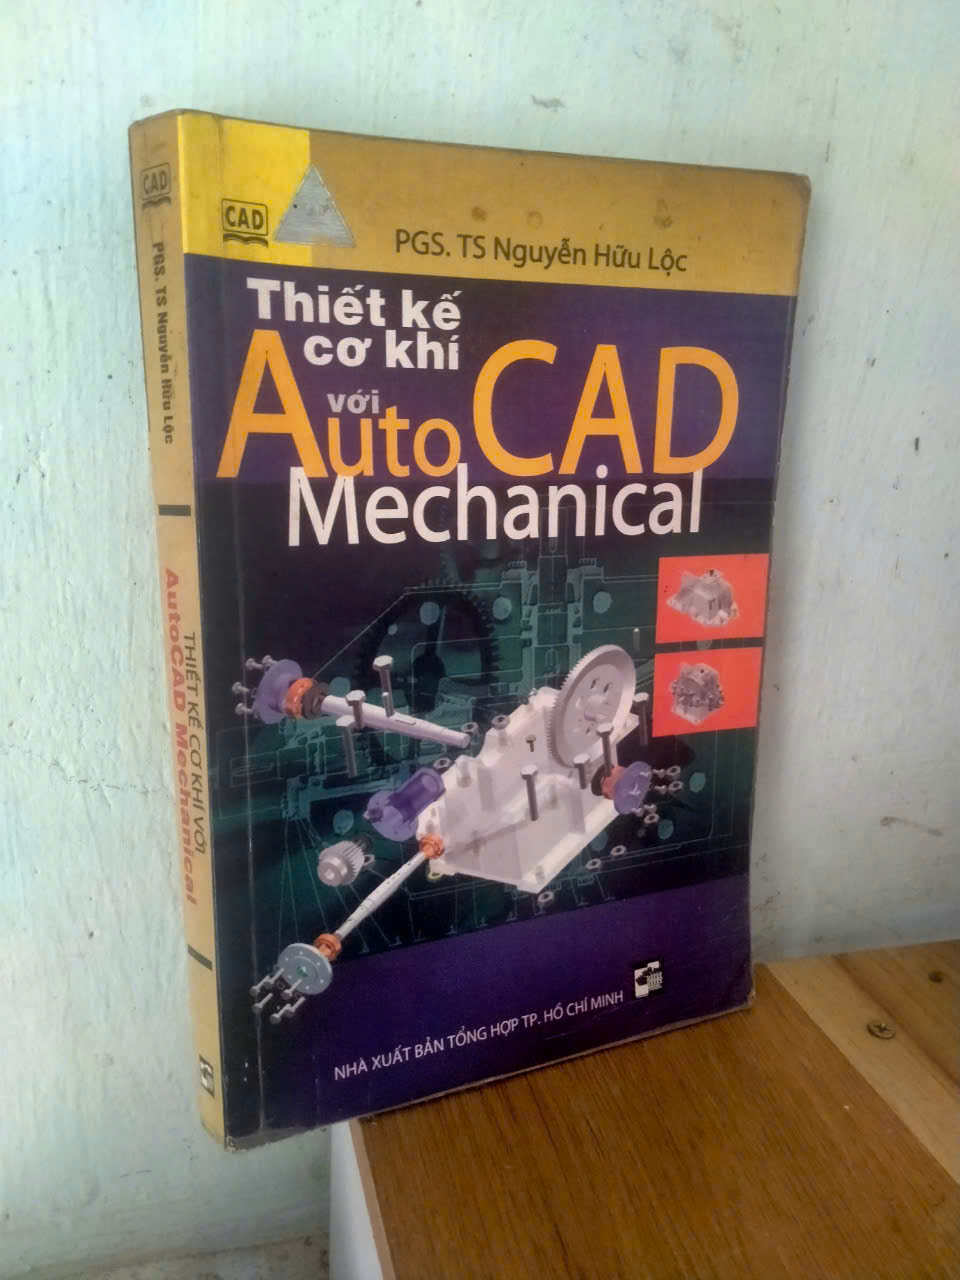 CAD
PGS. TS Nguyễn Hữu Lộc
Thiết kế
cơ khí
với
AutoCAD
Mechanical
NHÀ XUẤT BẢN TỔNG HỢP TP. HỒ CHÍ MINH
CAD
PGS. TS Nguyễn Hữu Lộc
THIẾT KẾ CƠ KHÍ VỚI
AutoCAD Mechanical